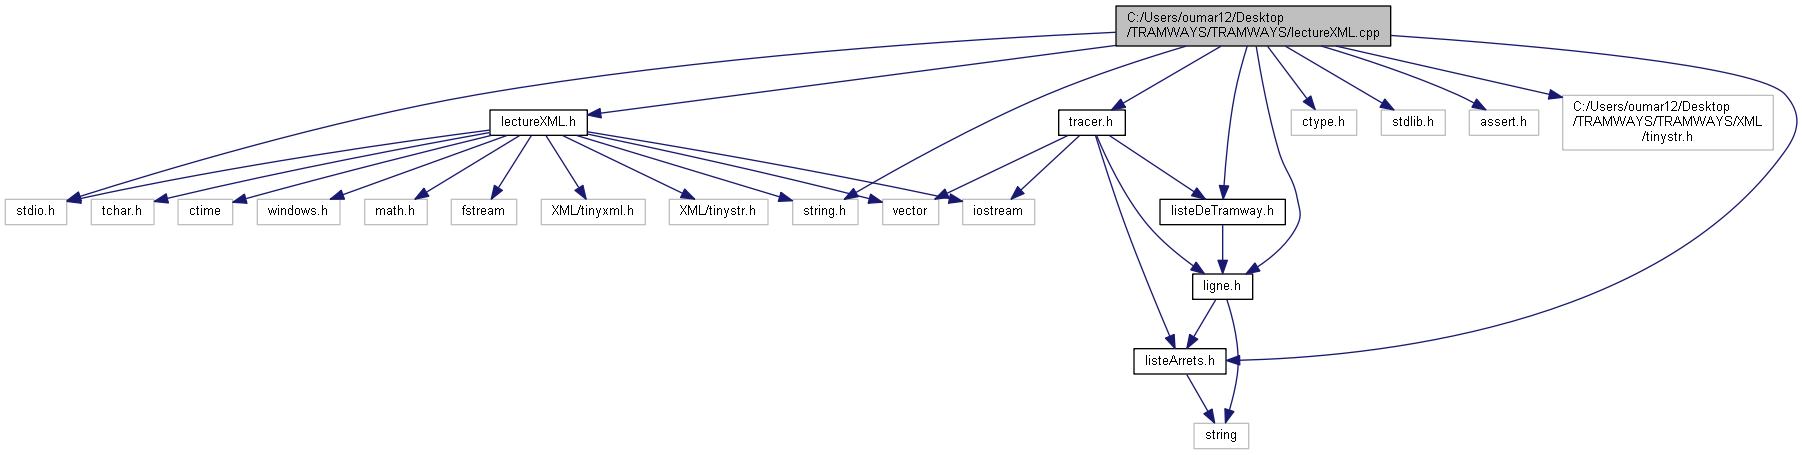 C:/Users/oumar12/Desktop
/TRAMWAYS/TRAMWAYS/lectureXML.cpp
lectureXML.h
tracer.h
ctype.h
stdlib.h
assert.h
C:/Users/oumar12/Desktop
/TRAMWAYS/TRAMWAYS/XML
/tinystr.h
stdio.h
tchar.h
ctime
windows.h
math.h
fstream
XML/tinyxml.h
XML/tinystr.h
string.h
vector
iostream
listeDeTramway.h
ligne.h
listeArrets.h
string